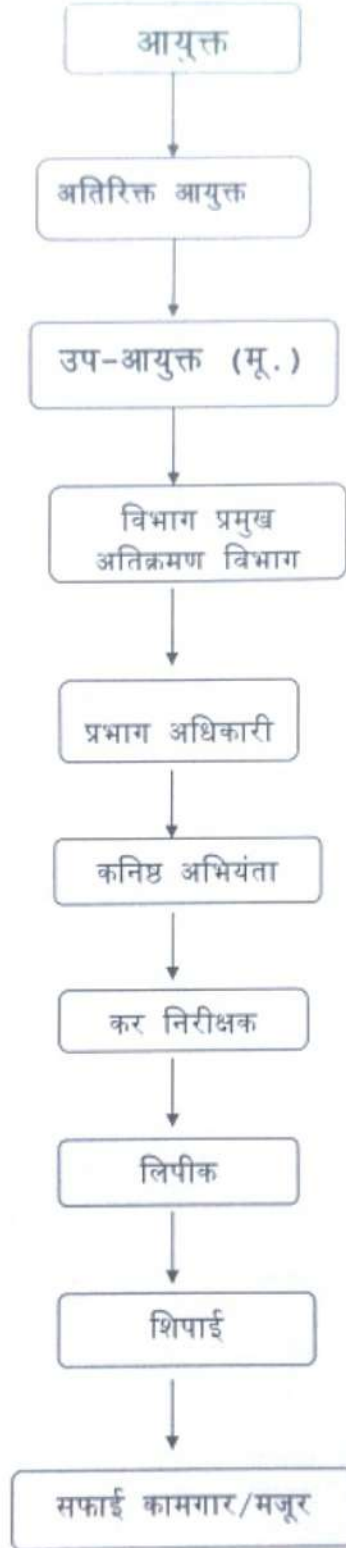 आयुक्त
अतिरिक्त आयुक्त
उप-आयुक्त (मू.)
विभाग प्रमुख
अतिक्रमण विभाग
प्रभाग अधिकारी
कनिष्ठ अभियंता
कर निरीक्षक
लिपीक
शिपाई
सफाई कामगार/मजूर